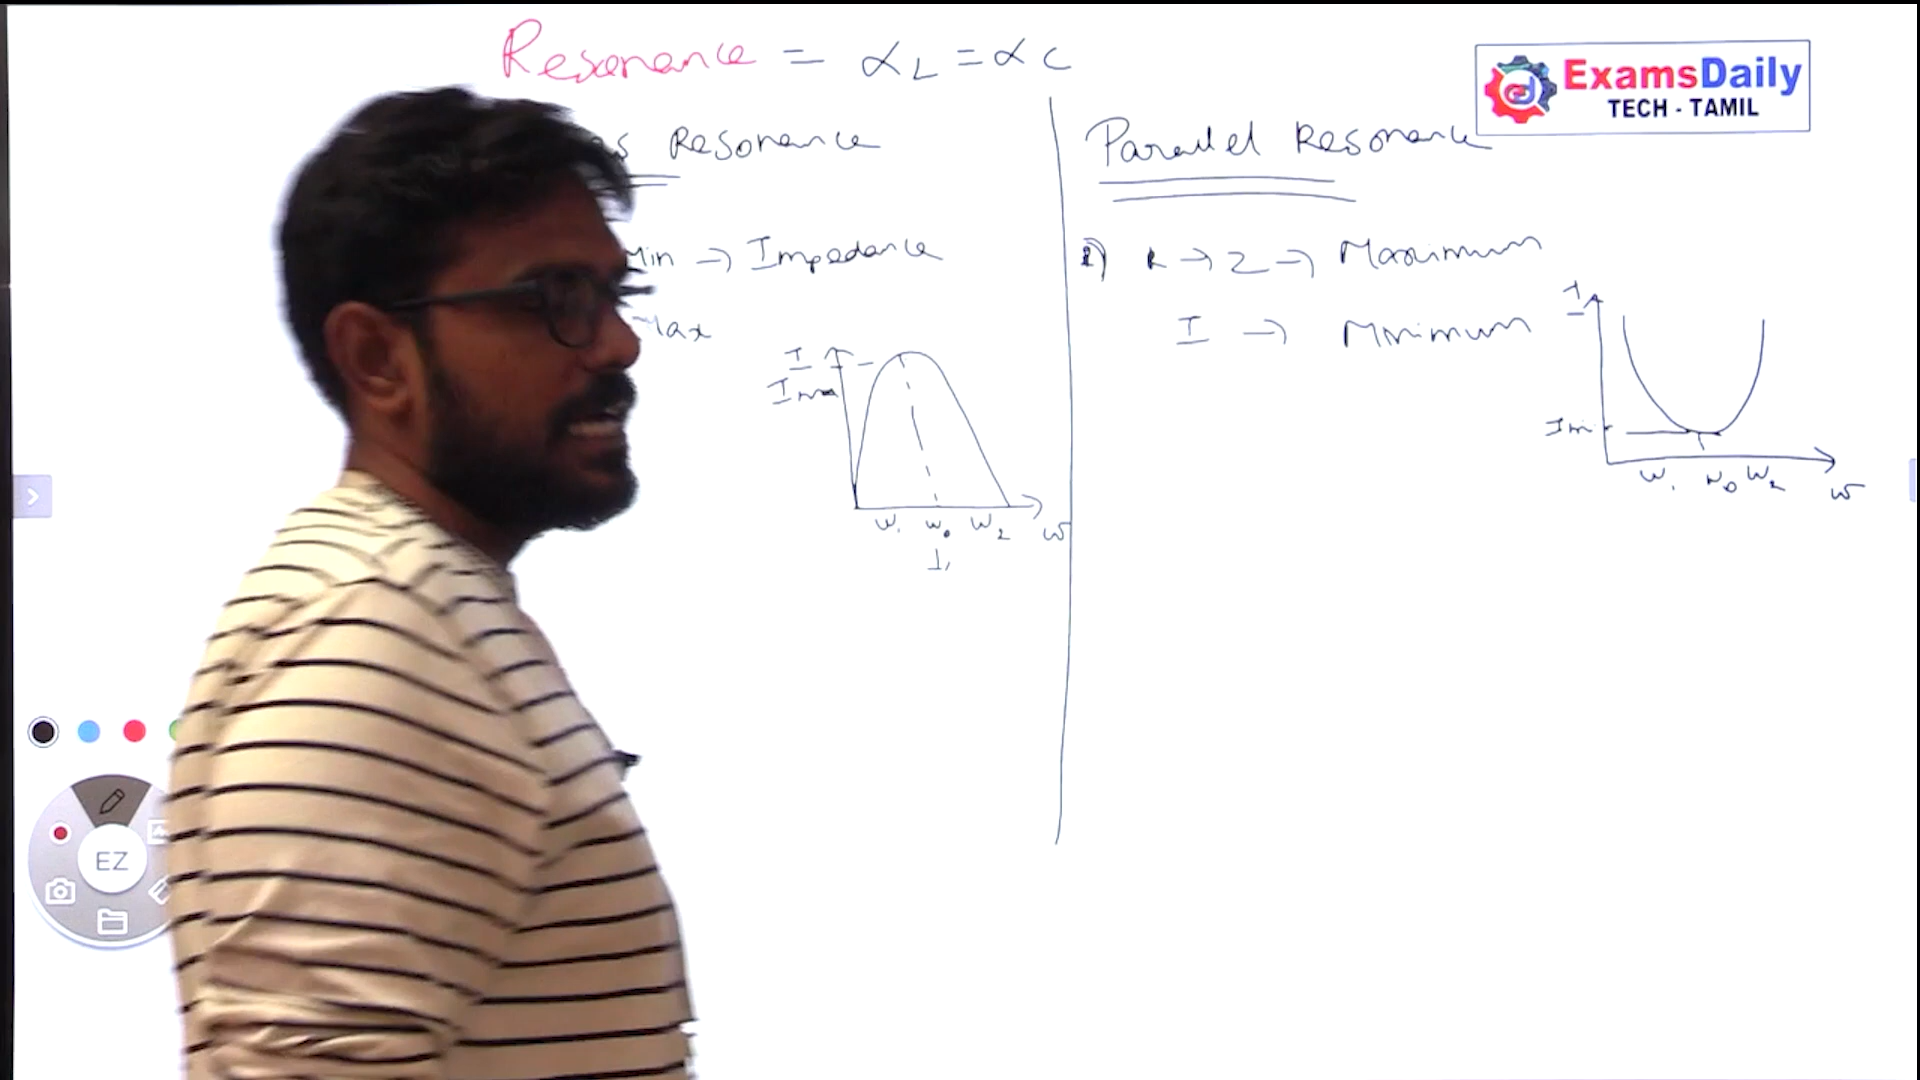 Resonance = XL = XC
ExamsDaily
TECH - TAMIL
Resonance
Parallel Resonance
Min → Impedance
1) R → Z → Maximum
Max
I → Minimum
I
I
Imax
Im
ω1 ω0 ω2 ω
ω1 ω0 ω2 ω
EZ